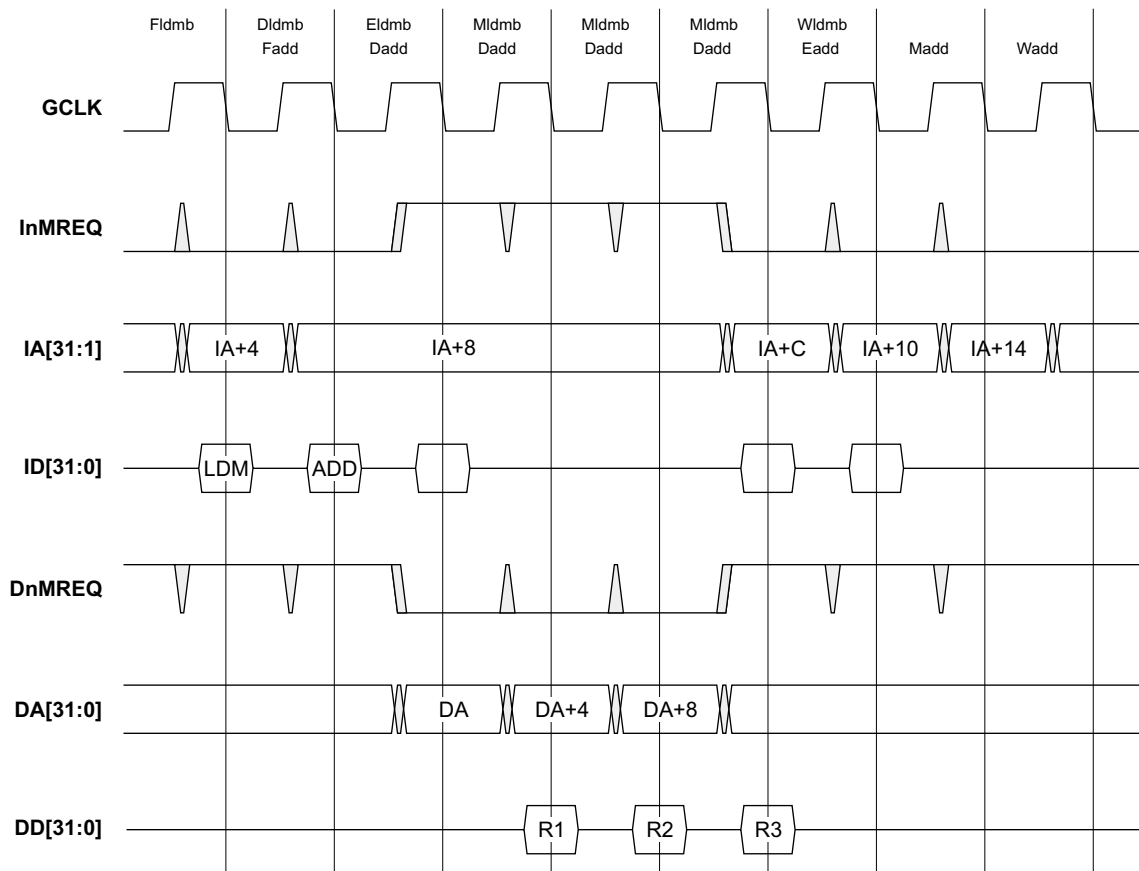 Fldmb Dldmb Eldmb Mldmb Mldmb Mldmb Wldmb
Fadd Dadd Dadd Dadd Dadd Eadd Madd Wadd
GCLK
InMREQ
IA[31:1] IA+4 IA+8 IA+C IA+10 IA+14
ID[31:0] LDM ADD
DnMREQ
DA[31:0] DA DA+4 DA+8
DD[31:0] R1 R2 R3